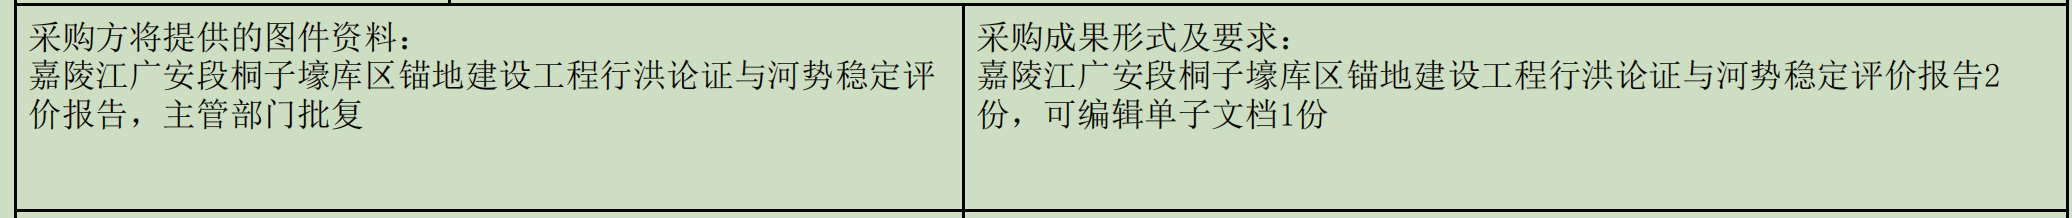 采购方将提供的图件资料：
嘉陵江广安段桐子壕库区锚地建设工程行洪论证与河势稳定评
价报告，主管部门批复
采购成果形式及要求：
嘉陵江广安段桐子壕库区锚地建设工程行洪论证与河势稳定评价报告2
份，可编辑单子文档1份